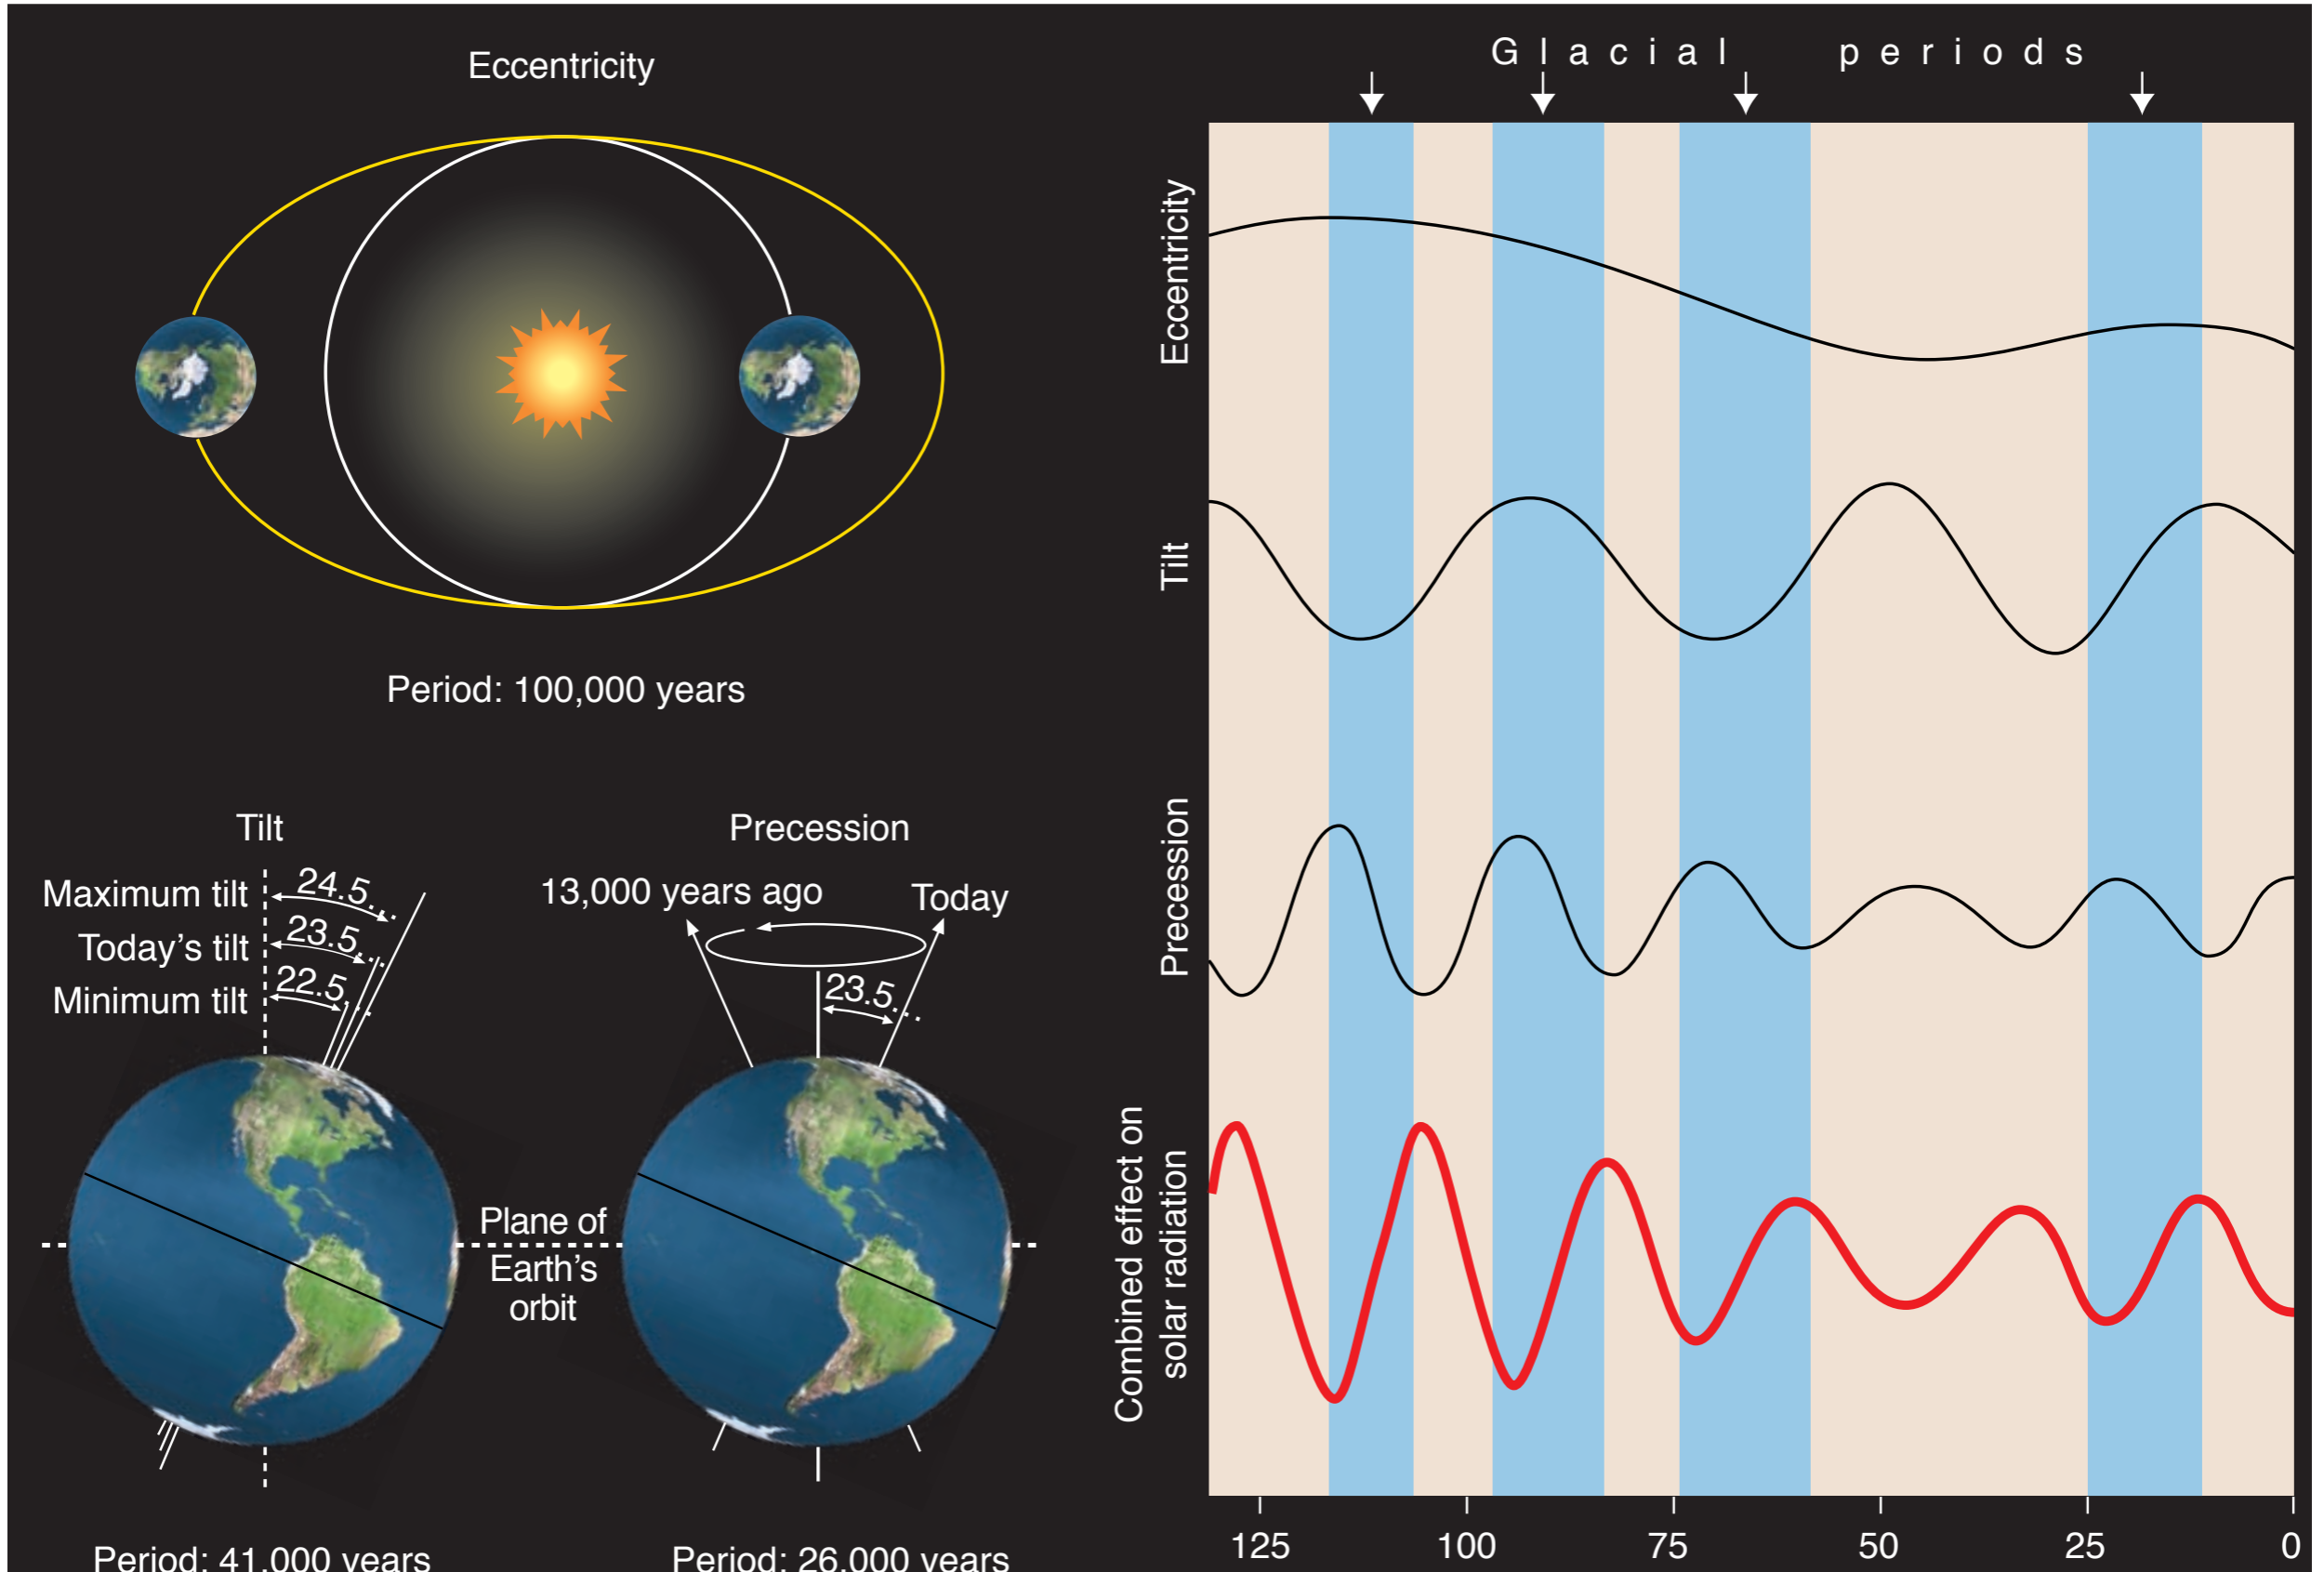 Eccentricity
Period: 100,000 years
Tilt
Maximum tilt
24.5
Today's tilt
23.5
Minimum tilt
22.5
Period: 41,000 years
Precession
13,000 years ago
Today
23.5
Plane of
Earth's
orbit
Period: 26,000 years
Glacial periods
Eccentricity
Tilt
Precession
Combined effect on
solar radiation
125 100 75 50 25 0